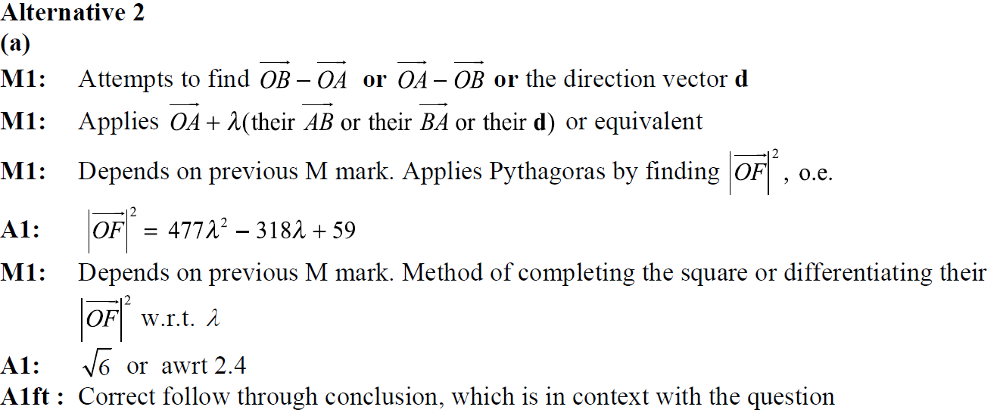 Alternative 2
(a)
M1: Attempts to find $\overrightarrow{OB} - \overrightarrow{OA}$ or $\overrightarrow{OA} - \overrightarrow{OB}$ or the direction vector d
M1: Applies $\overrightarrow{OA} + \lambda(\text{their } \overrightarrow{AB} \text{ or their } \overrightarrow{BA} \text{ or their } \mathbf{d})$ or equivalent
M1: Depends on previous M mark. Applies Pythagoras by finding $\left|\overrightarrow{OF}\right|^2$, o.e.
A1: $\left|\overrightarrow{OF}\right|^2 = 477\lambda^2 - 318\lambda + 59$
M1: Depends on previous M mark. Method of completing the square or differentiating their
$\left|\overrightarrow{OF}\right|^2$ w.r.t. $\lambda$
A1: $\sqrt{6}$ or awrt 2.4
A1ft : Correct follow through conclusion, which is in context with the question